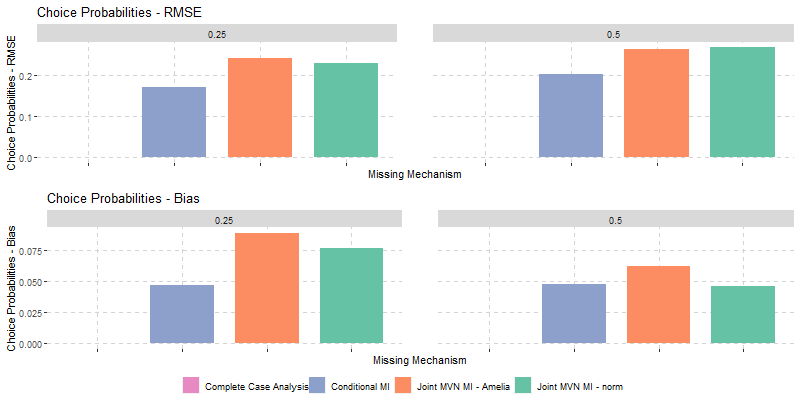 Choice Probabilities - RMSE
0.25
0.5
Choice Probabilities - RMSE
0.2
0.1
0.0
Missing Mechanism
Choice Probabilities - Bias
0.25
0.5
Choice Probabilities - Bias
0.075
0.050
0.025
0.000
Missing Mechanism
Complete Case Analysis Conditional MI Joint MVN MI - Amelia Joint MVN MI - norm